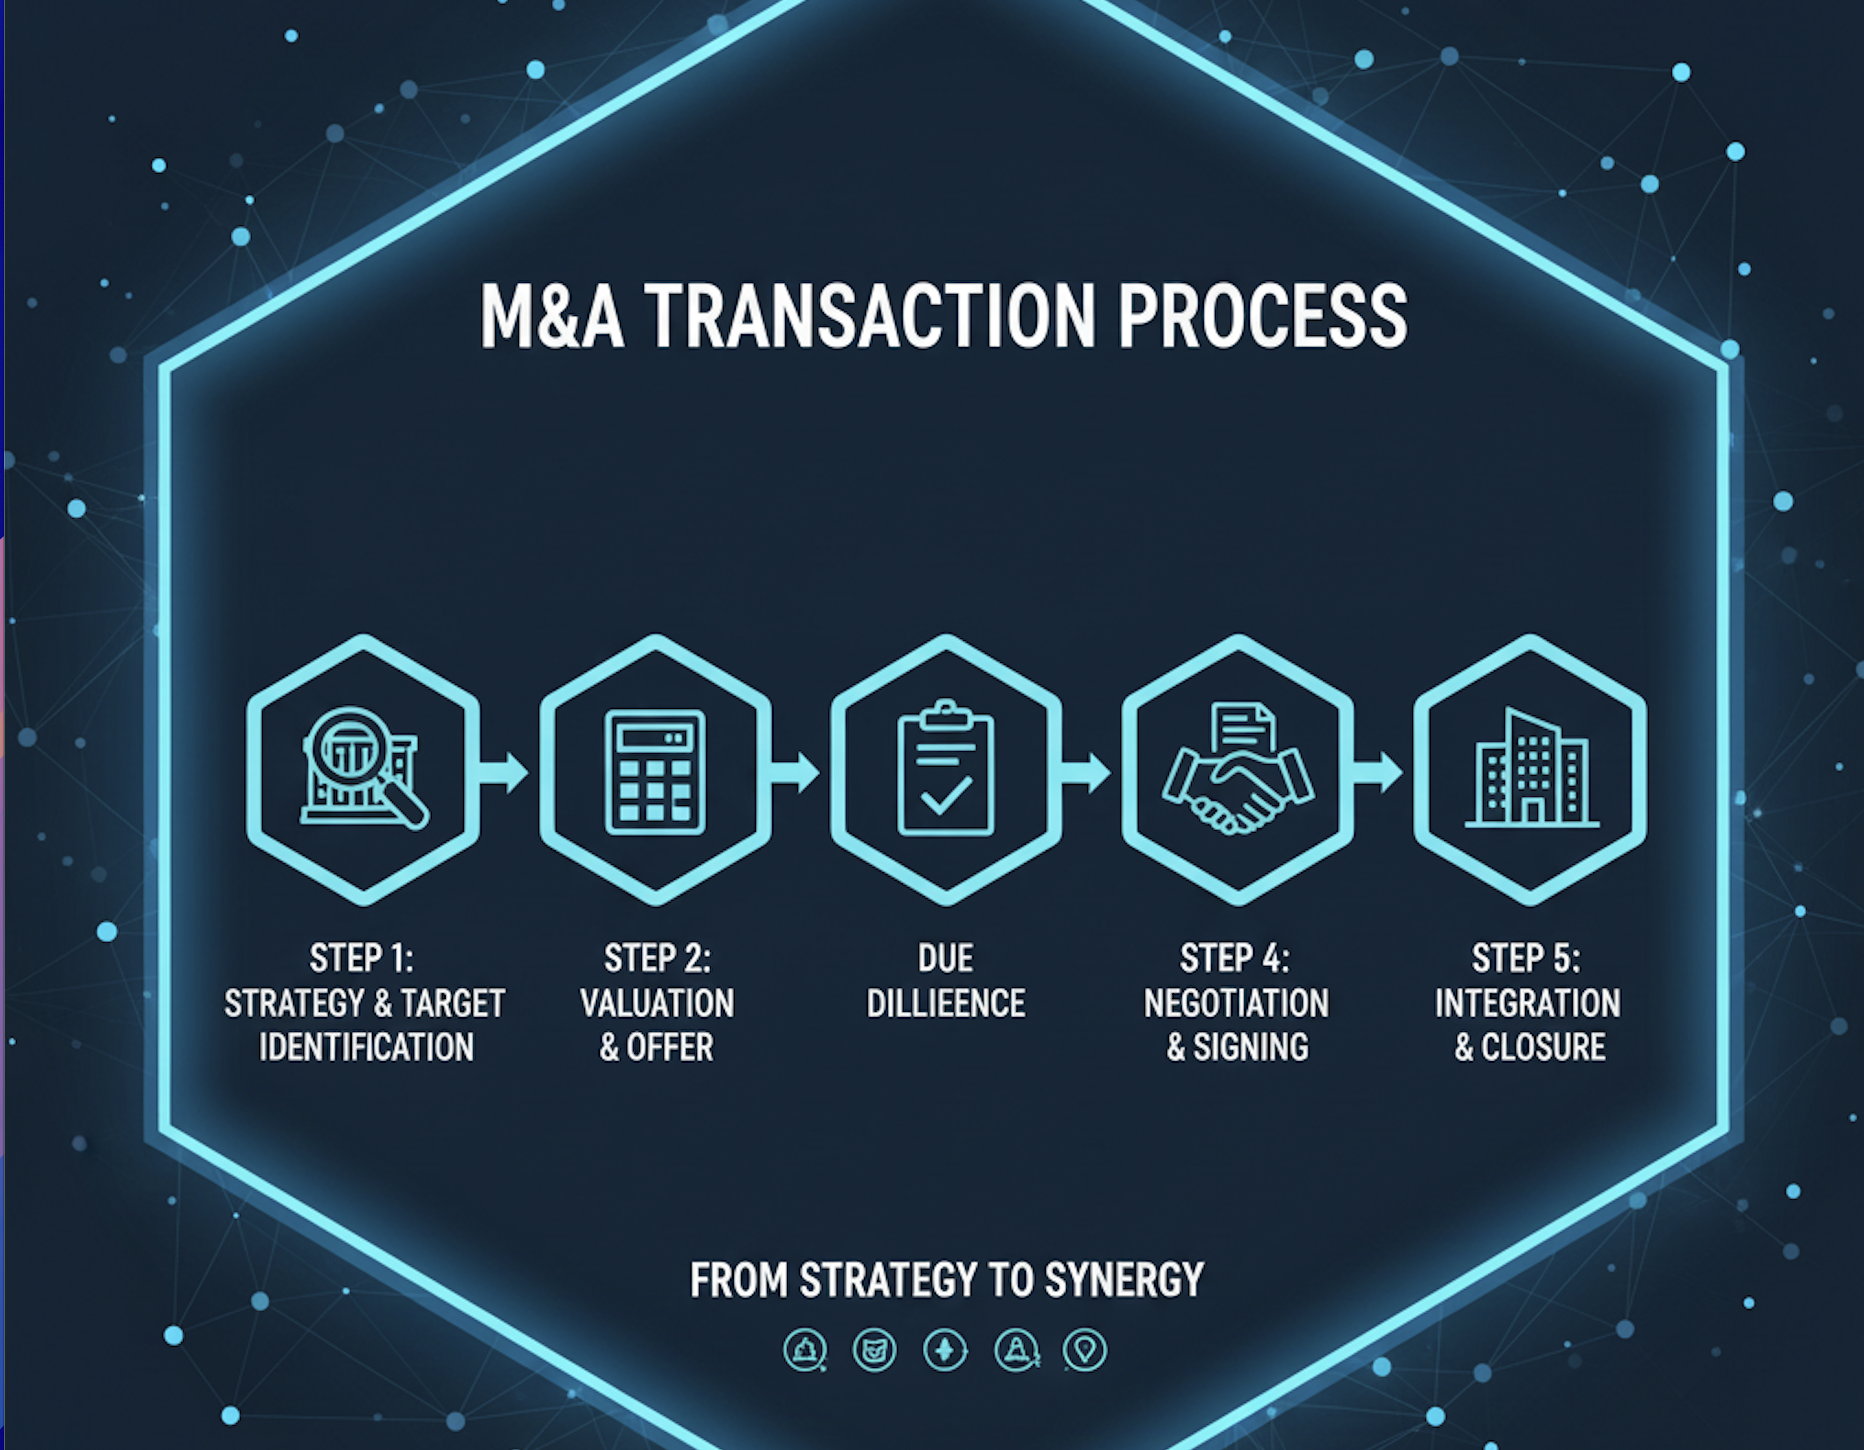 M&A TRANSACTION PROCESS
STEP 1:
STRATEGY & TARGET
IDENTIFICATION
STEP 2:
VALUATION
& OFFER
DUE
DILLIEENCE
STEP 4:
NEGOTIATION
& SIGNING
STEP 5:
INTEGRATION
& CLOSURE
FROM STRATEGY TO SYNERGY